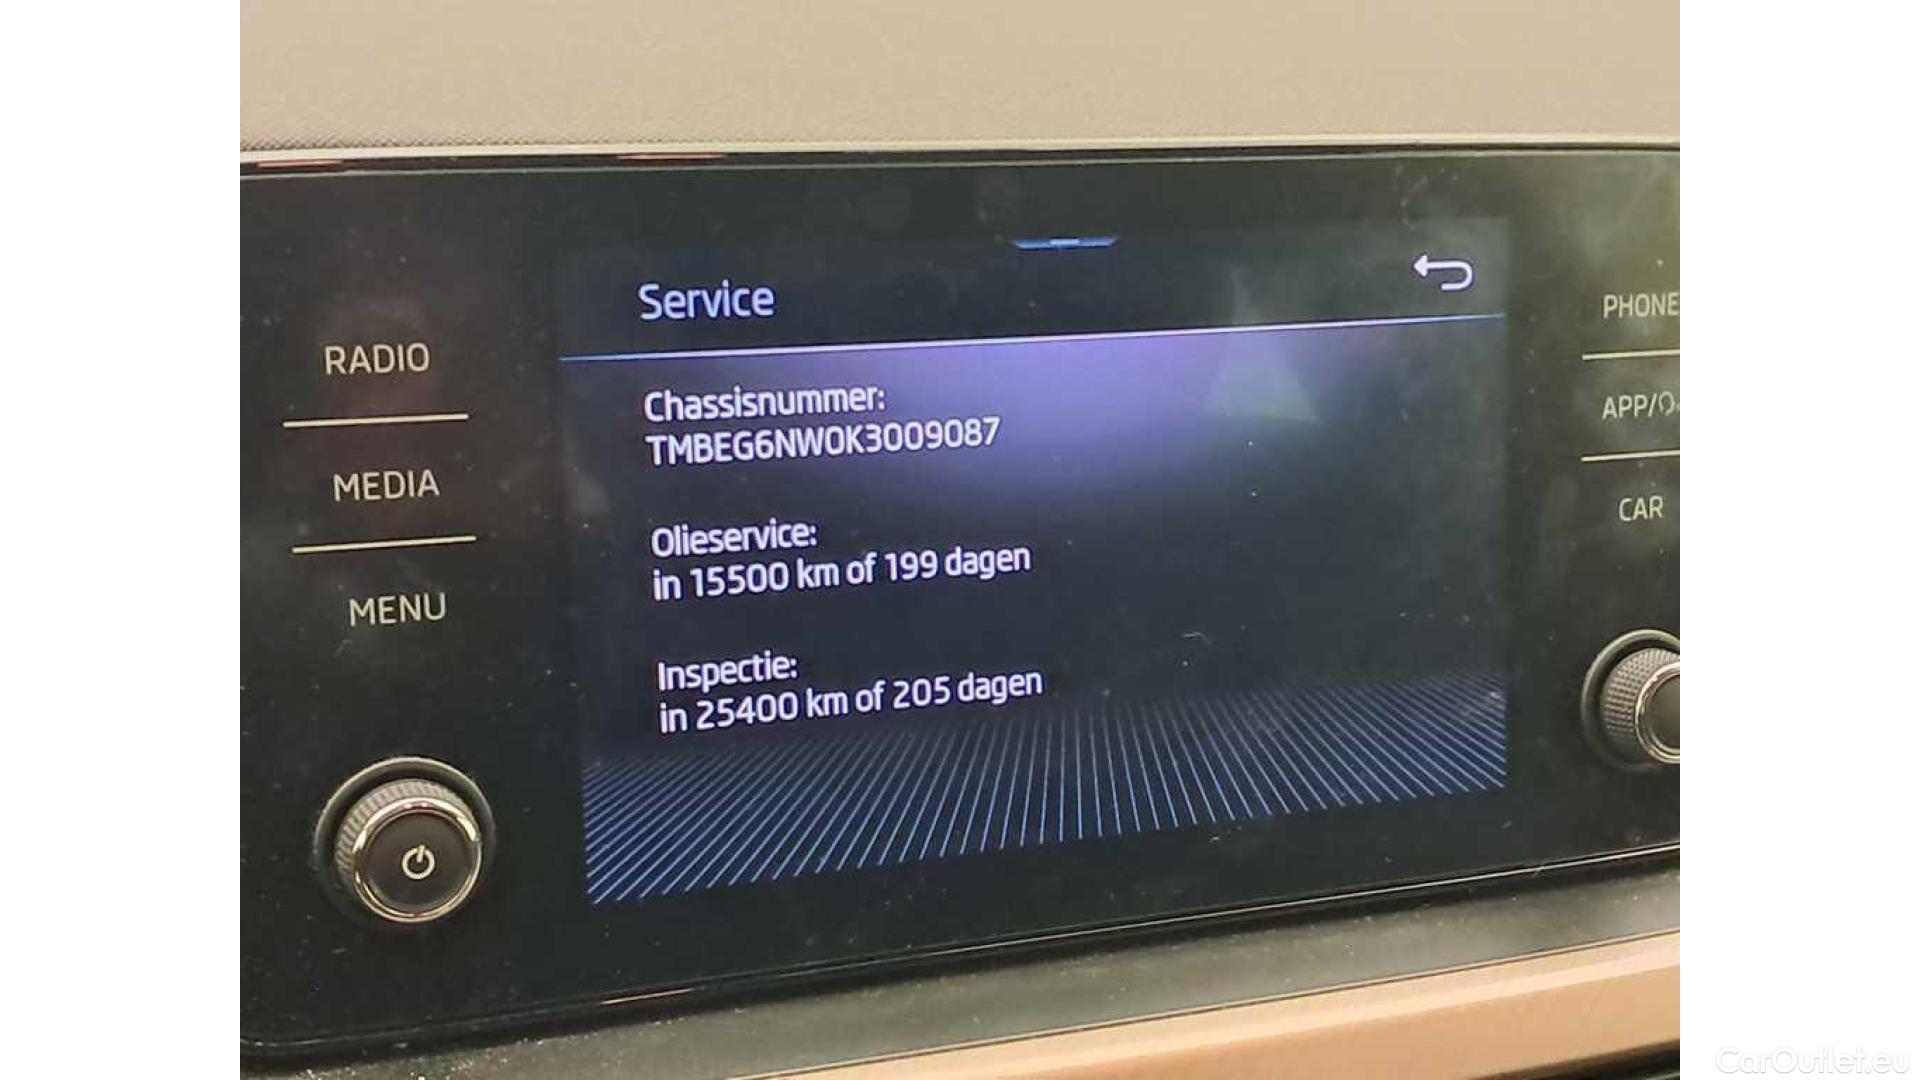 Service
RADIO
MEDIA
MENU
Chassisnummer:
TMBEG6NW0K3009087
Olieservice:
in 15500 km of 199 dagen
Inspectie:
in 25400 km of 205 dagen
PHONE
APP/
CAR
CarOutlet.eu